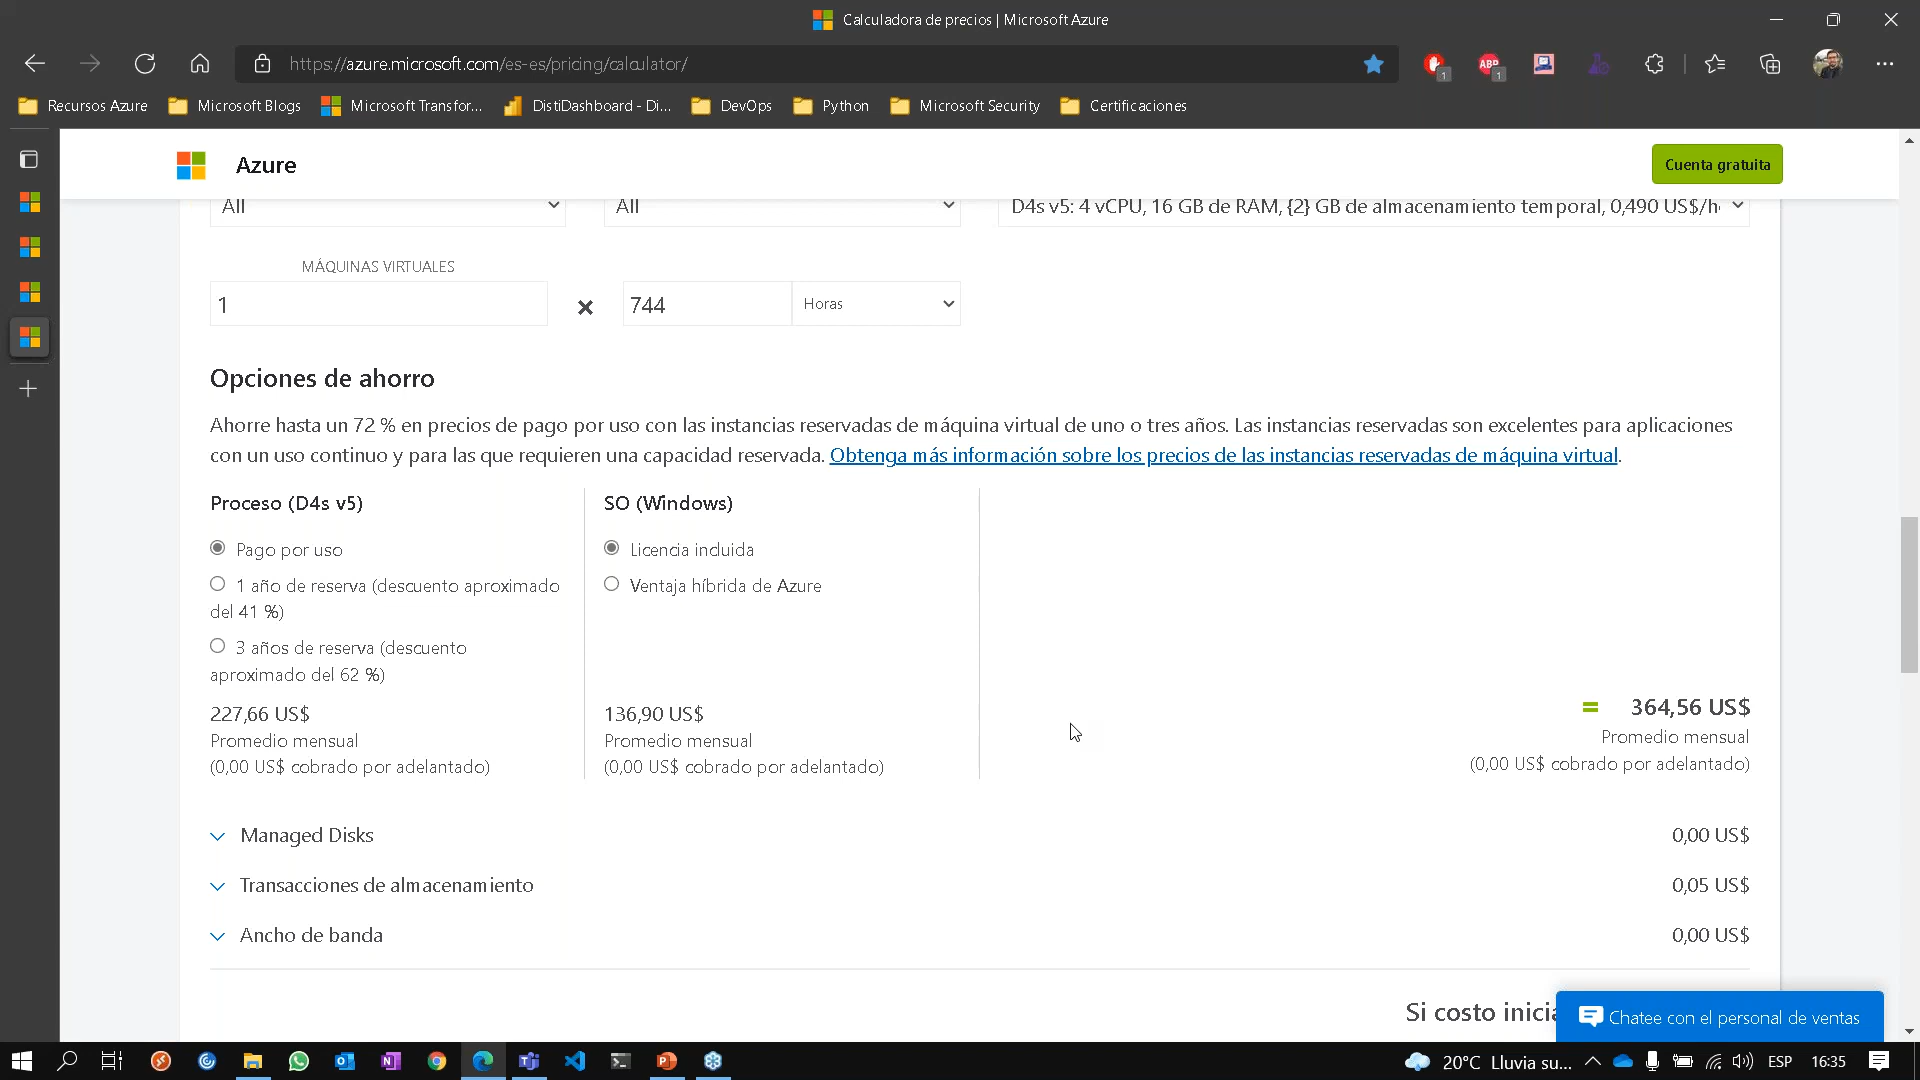 Calculadora de precios | Microsoft Azure
https://azure.microsoft.com/es-es/pricing/calculator/
1
ABP
1
Recursos Azure
Microsoft Blogs
Microsoft Transfor...
DistiDashboard - Di...
DevOps
Python
Microsoft Security
Certificaciones
Azure
Cuenta gratuita
All
All
D4s v5: 4 vCPU, 16 GB de RAM, {2} GB de almacenamiento temporal, 0,490 US$/h
MÁQUINAS VIRTUALES
1
744
Horas
Opciones de ahorro
Ahorre hasta un 72 % en precios de pago por uso con las instancias reservadas de máquina virtual de uno o tres años. Las instancias reservadas son excelentes para aplicaciones
con un uso continuo y para las que requieren una capacidad reservada. Obtenga más información sobre los precios de las instancias reservadas de máquina virtual.
Proceso (D4s v5)
Pago por uso
1 año de reserva (descuento aproximado
del 41 %)
3 años de reserva (descuento
aproximado del 62 %)
227,66 US$
Promedio mensual
(0,00 US$ cobrado por adelantado)
SO (Windows)
Licencia incluida
Ventaja híbrida de Azure
136,90 US$
Promedio mensual
(0,00 US$ cobrado por adelantado)
= 364,56 US$
Promedio mensual
(0,00 US$ cobrado por adelantado)
Managed Disks 0,00 US$
Transacciones de almacenamiento 0,05 US$
Ancho de banda 0,00 US$
Si costo inicia
Chatee con el personal de ventas
20°C Lluvia su...
ESP
16:35